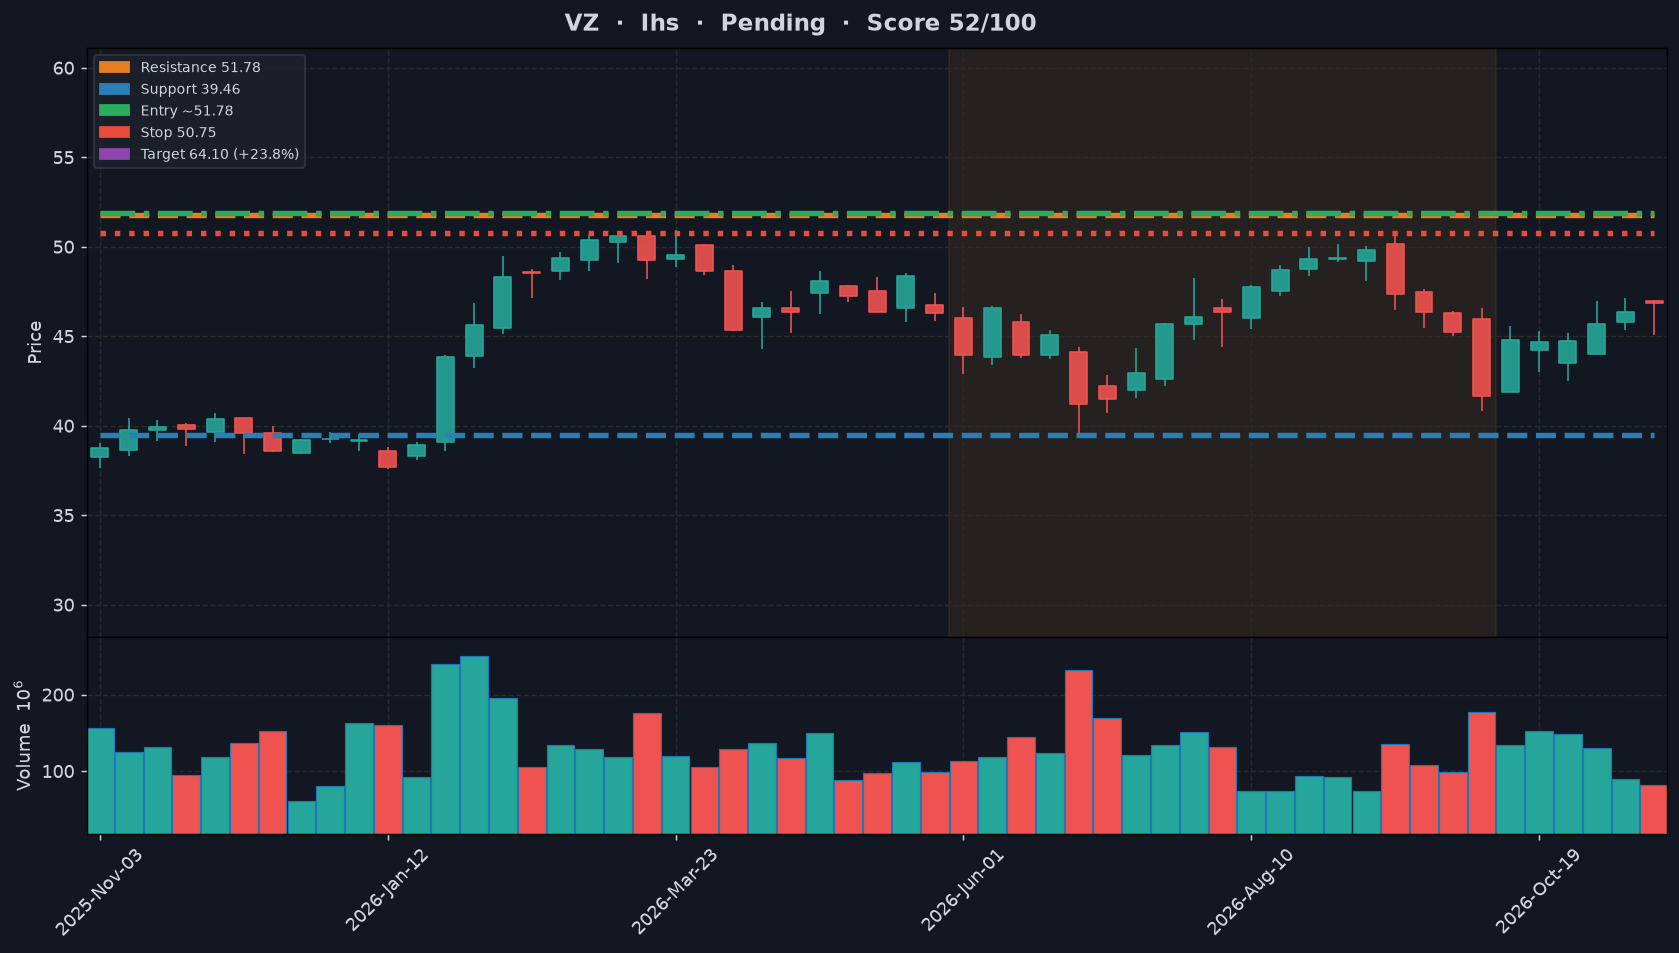 VZ · Ihs · Pending · Score 52/100
Resistance 51.78
Support 39.46
Entry ~51.78
Stop 50.75
Target 64.10 (+23.8%)
60
55
50
45
40
35
30
Price
200
100
Volume 10⁶
2025-Nov-03
2026-Jan-12
2026-Mar-23
2026-Jun-01
2026-Aug-10
2026-Oct-19